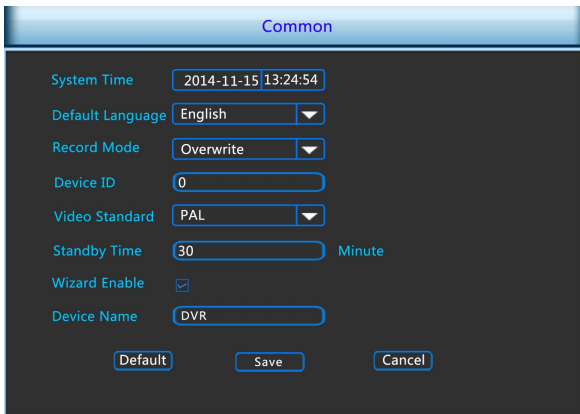 Common
System Time 2014-11-15 13:24:54
Default Language English
Record Mode Overwrite
Device ID 0
Video Standard PAL
Standby Time 30 Minute
Wizard Enable
Device Name DVR
Default Save Cancel